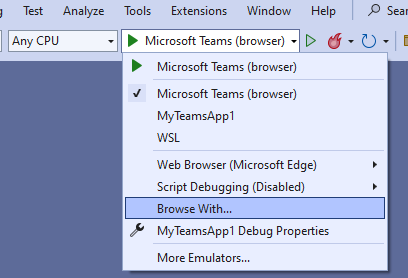 g Test Analyze Tools Extensions Window Help Sear
Any CPU Microsoft Teams (browser)
Microsoft Teams (browser)
Microsoft Teams (browser)
MyTeamsApp1
WSL
Web Browser (Microsoft Edge)
Script Debugging (Disabled)
Browse With...
MyTeamsApp1 Debug Properties
More Emulators...